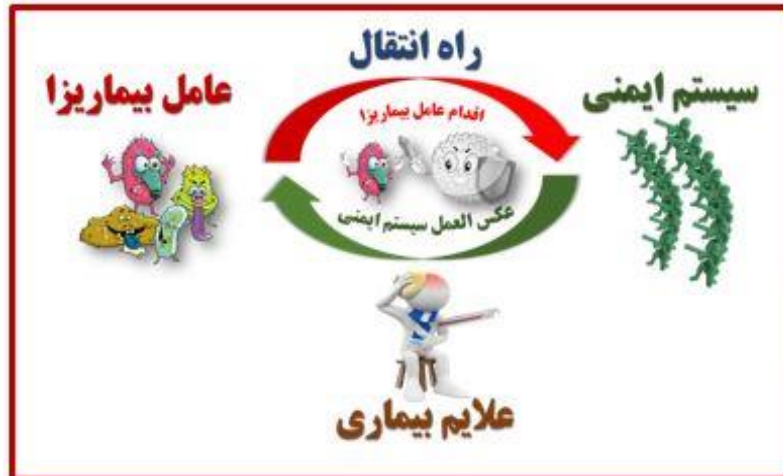 راه انتقال
عامل بیماریزا
سیستم ایمنی
اقدام عامل بیماریزا
عکس العمل سیستم ایمنی
علایم بیماری